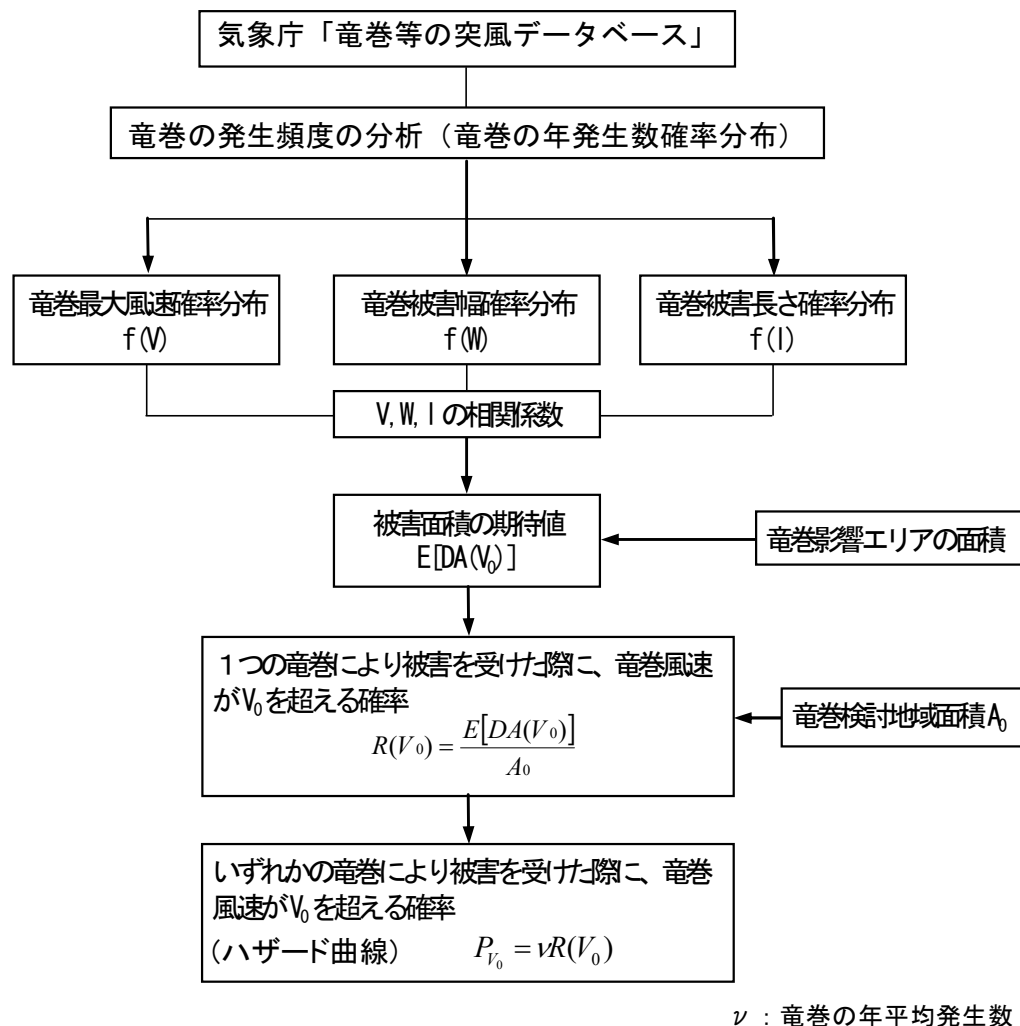 気象庁「竜巻等の突風データベース」
竜巻の発生頻度の分析（竜巻の年発生数確率分布）
竜巻最大風速確率分布
f(V)
竜巻被害幅確率分布
f(W)
竜巻被害長さ確率分布
f(l)
V,W,lの相関係数
被害面積の期待値
E[DA(V₀)]
竜巻影響エリアの面積
１つの竜巻により被害を受けた際に、竜巻風速
がV₀を超える確率
R(V₀) = E[DA(V₀)] / A₀
竜巻検討地域面積A₀
いずれかの竜巻により被害を受けた際に、竜巻
風速がV₀を超える確率
(ハザード曲線) P_{V₀} = νR(V₀)
ν：竜巻の年平均発生数